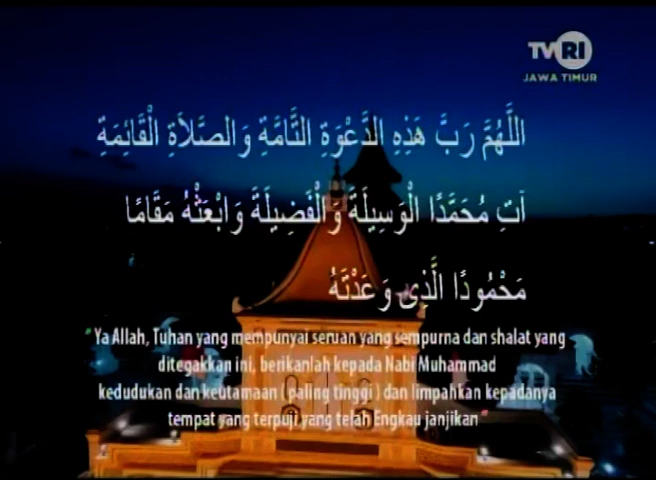 TVRI
JAWA TIMUR
اللَّهُمَّ رَبَّ هَذِهِ الدَّعْوَةِ التَّامَّةِ وَالصَّلَاةِ الْقَائِمَةِ
آتِ مُحَمَّدًا الْوَسِيلَةَ وَالْفَضِيلَةَ وَابْعَثْهُ مَقَامًا
مَحْمُودًا الَّذِى وَعَدْتَهُ
“Ya Allah, Tuhan yang mempunyai seruan yang sempurna dan shalat yang
ditegakkan ini, berikanlah kepada Nabi Muhammad
kedudukan dan keutamaan ( paling tinggi ) dan limpahkan kepadanya
tempat yang terpuji yang telah Engkau janjikan”